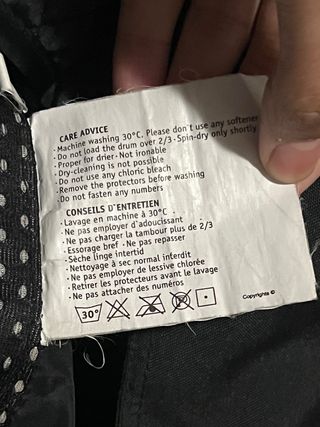 CARE ADVICE
· Machine washing 30°C. Please don't use any softener
· Do not load the drum over 2/3 · Spin-dry only shortly
· Proper for drier · Not ironable
· Dry-cleaning is not possible
· Do not use any chloric bleach
· Remove the protectors before washing
· Do not fasten any numbers
CONSEILS D'ENTRETIEN
· Lavage en machine à 30°C ·
· Ne pas employer d'adoucissant
· Ne pas charger la tambour plus de 2/3
· Essorage bref · Ne pas repasser
· Sèche linge intertid
· Nettoyage à sec normal interdit
· Ne pas employer de lessive chlorée
· Retirer les protecteurs avant le lavage
· Ne pas attacher des numéros
30°
Copyrights ©